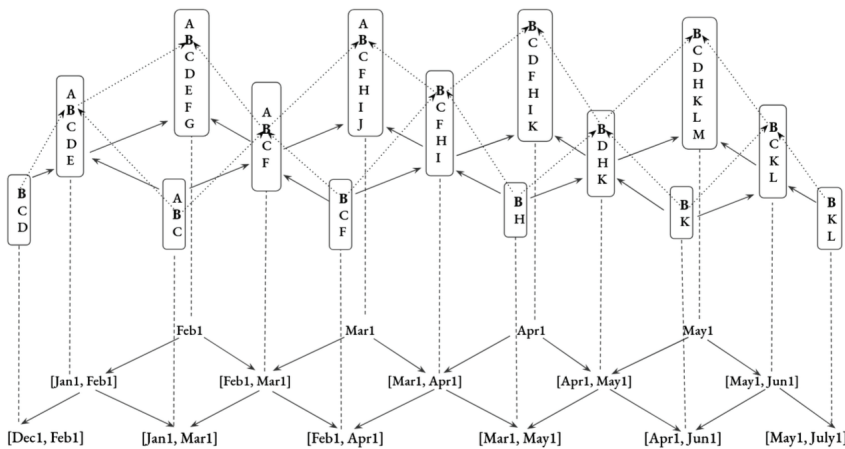 A
B
C
D
E
F
G
A
B
C
F
H
I
J
B
C
D
F
H
I
K
B
C
D
H
K
L
M
A
B
C
D
E
A
B
C
F
B
C
F
H
I
B
D
H
K
B
C
K
L
B
C
D
A
B
C
B
C
F
B
H
B
K
B
K
L
Feb1 Mar1 Apr1 May1
[Jan1, Feb1] [Feb1, Mar1] [Mar1, Apr1] [Apr1, May1] [May1, Jun1]
[Dec1, Feb1] [Jan1, Mar1] [Feb1, Apr1] [Mar1, May1] [Apr1, Jun1] [May1, July1]